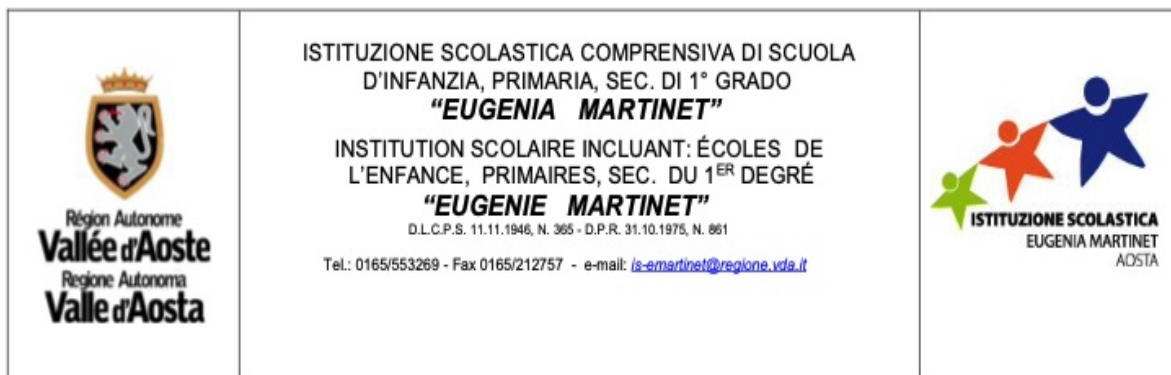 Région Autonome
Vallée d'Aoste
Regione Autonoma
Valle d'Aosta
ISTITUZIONE SCOLASTICA COMPRENSIVA DI SCUOLA
D'INFANZIA, PRIMARIA, SEC. DI 1° GRADO
“EUGENIA MARTINET”
INSTITUTION SCOLAIRE INCLUANT: ÉCOLES DE
L'ENFANCE, PRIMAIRES, SEC. DU 1ER DEGRÉ
“EUGENIE MARTINET”
D.L.C.P.S. 11.11.1946, N. 365 - D.P.R. 31.10.1975, N. 861
Tel.: 0165/553269 - Fax 0165/212757 - e-mail: is-emartinet@regione.vda.it
ISTITUZIONE SCOLASTICA
EUGENIA MARTINET
AOSTA